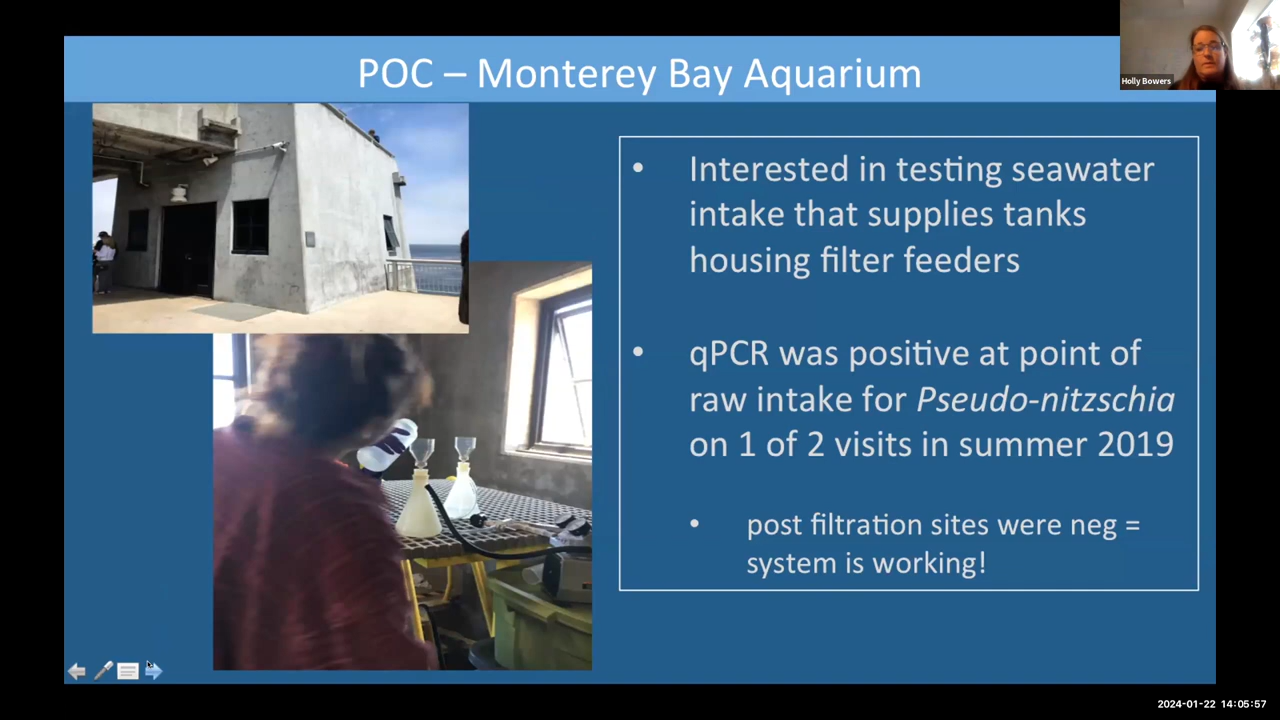 POC – Monterey Bay Aquarium
Holly Bowers
• Interested in testing seawater
intake that supplies tanks
housing filter feeders
• qPCR was positive at point of
raw intake for Pseudo-nitzschia
on 1 of 2 visits in summer 2019
• post filtration sites were neg =
system is working!
2024-01-22 14:05:57